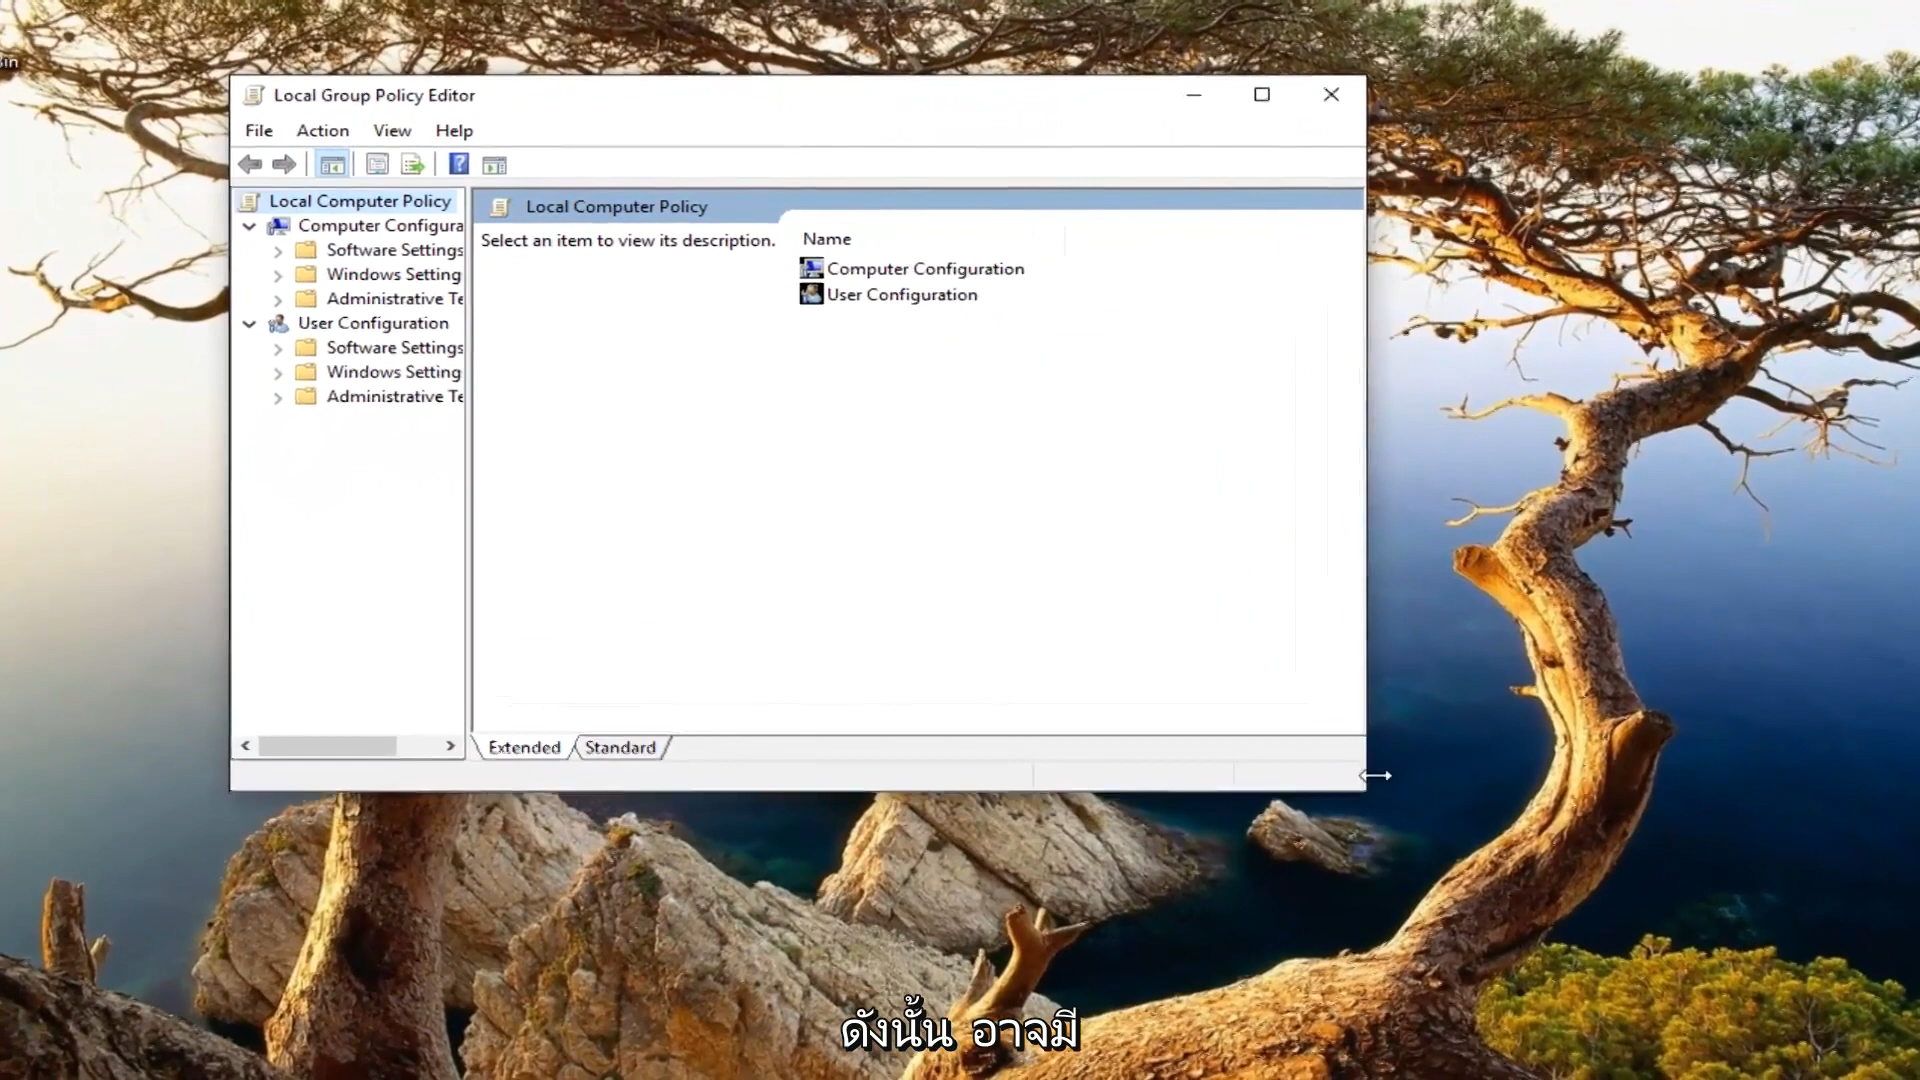 Bin
Local Group Policy Editor
File Action View Help
Local Computer Policy
Computer Configura
Software Settings
Windows Setting
Administrative Te
User Configuration
Software Settings
Windows Setting
Administrative Te
Local Computer Policy
Select an item to view its description.
Name
Computer Configuration
User Configuration
Extended Standard
ดังนั้น อาจมี